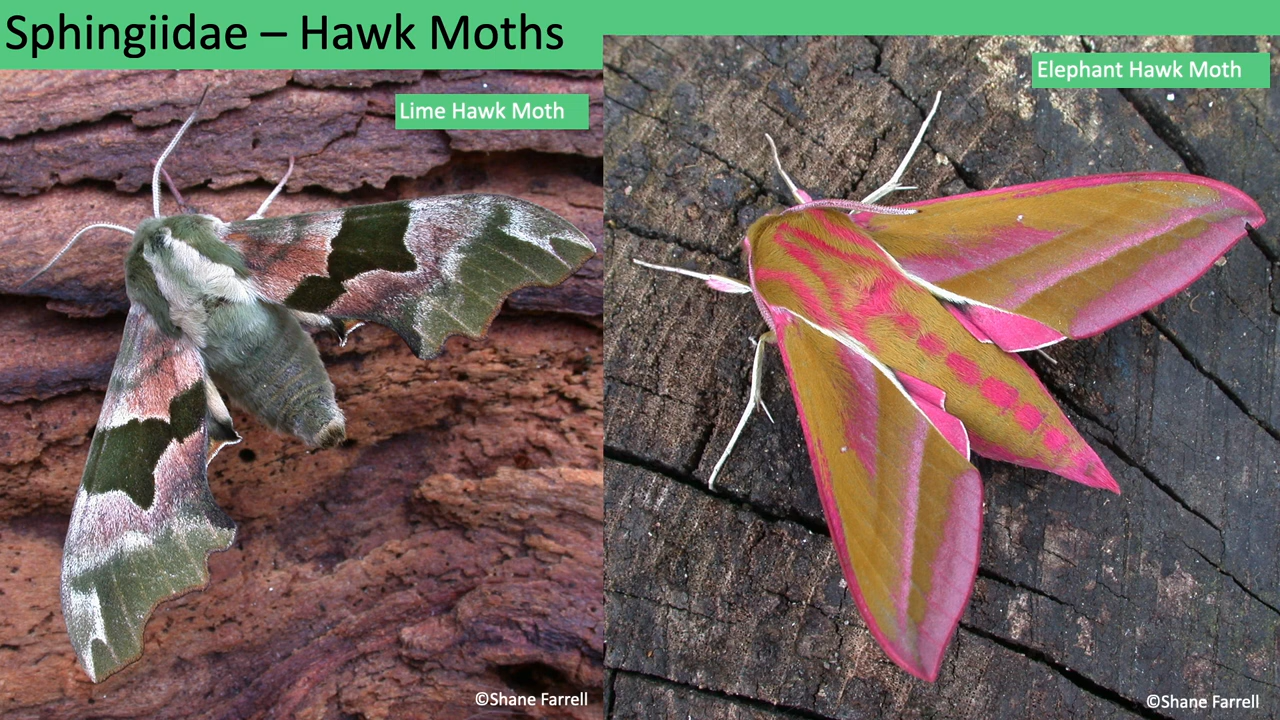 Sphingiidae – Hawk Moths
Lime Hawk Moth
Elephant Hawk Moth
©Shane Farrell
©Shane Farrell